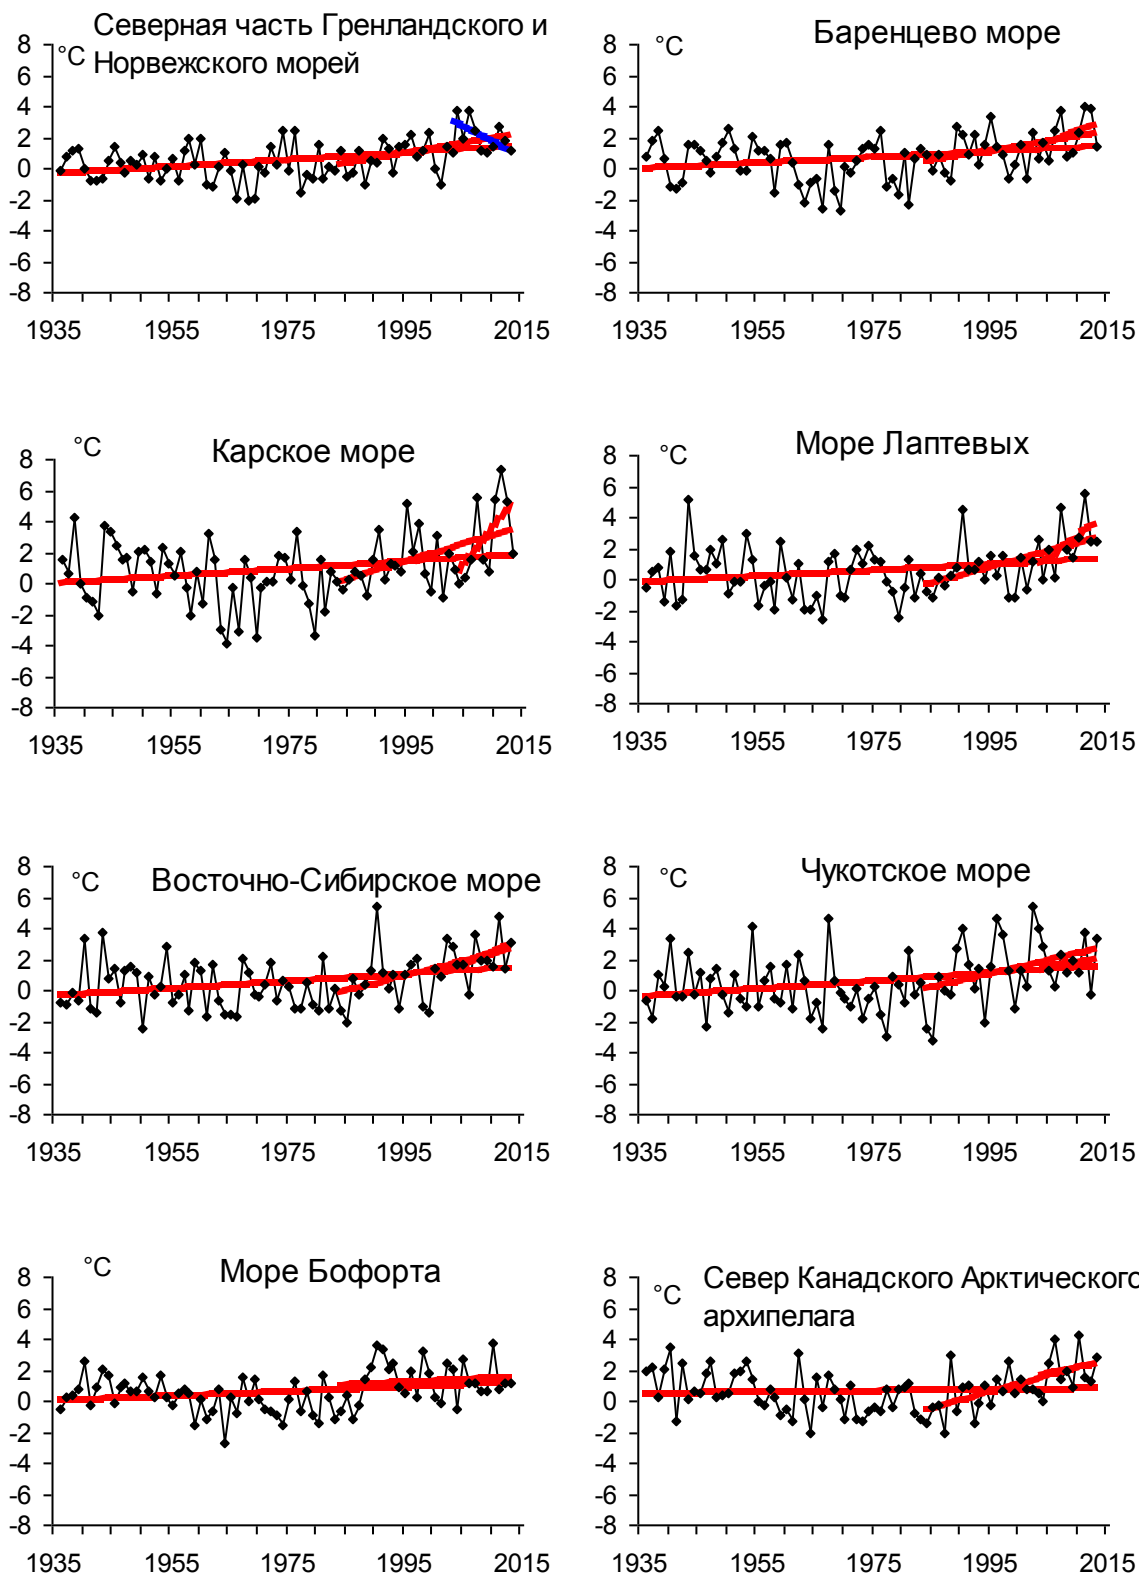 Северная часть Гренландского и
°C Норвежского морей
8
6
4
2
0
-2
-4
-6
-8
1935 1955 1975 1995 2015
Баренцево море
°C
8
6
4
2
0
-2
-4
-6
-8
1935 1955 1975 1995 2015
Карское море
°C
8
6
4
2
0
-2
-4
-6
-8
1935 1955 1975 1995 2015
Море Лаптевых
°C
8
6
4
2
0
-2
-4
-6
-8
1935 1955 1975 1995 2015
Восточно-Сибирское море
°C
8
6
4
2
0
-2
-4
-6
-8
1935 1955 1975 1995 2015
Чукотское море
°C
8
6
4
2
0
-2
-4
-6
-8
1935 1955 1975 1995 2015
Море Бофорта
°C
8
6
4
2
0
-2
-4
-6
-8
1935 1955 1975 1995 2015
Север Канадского Арктического
архипелага
°C
8
6
4
2
0
-2
-4
-6
-8
1935 1955 1975 1995 2015